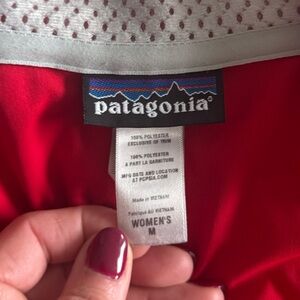 patagonia®
100% POLYESTER
EXCLUSIVE OF TRIM
100% POLYESTER
A PART LA GARNITURE
MFG DATE AND LOCATION
AT PCPSIA.COM
Made in VIETNAM
Fabriqué AU VIETNAM
WOMEN'S
M